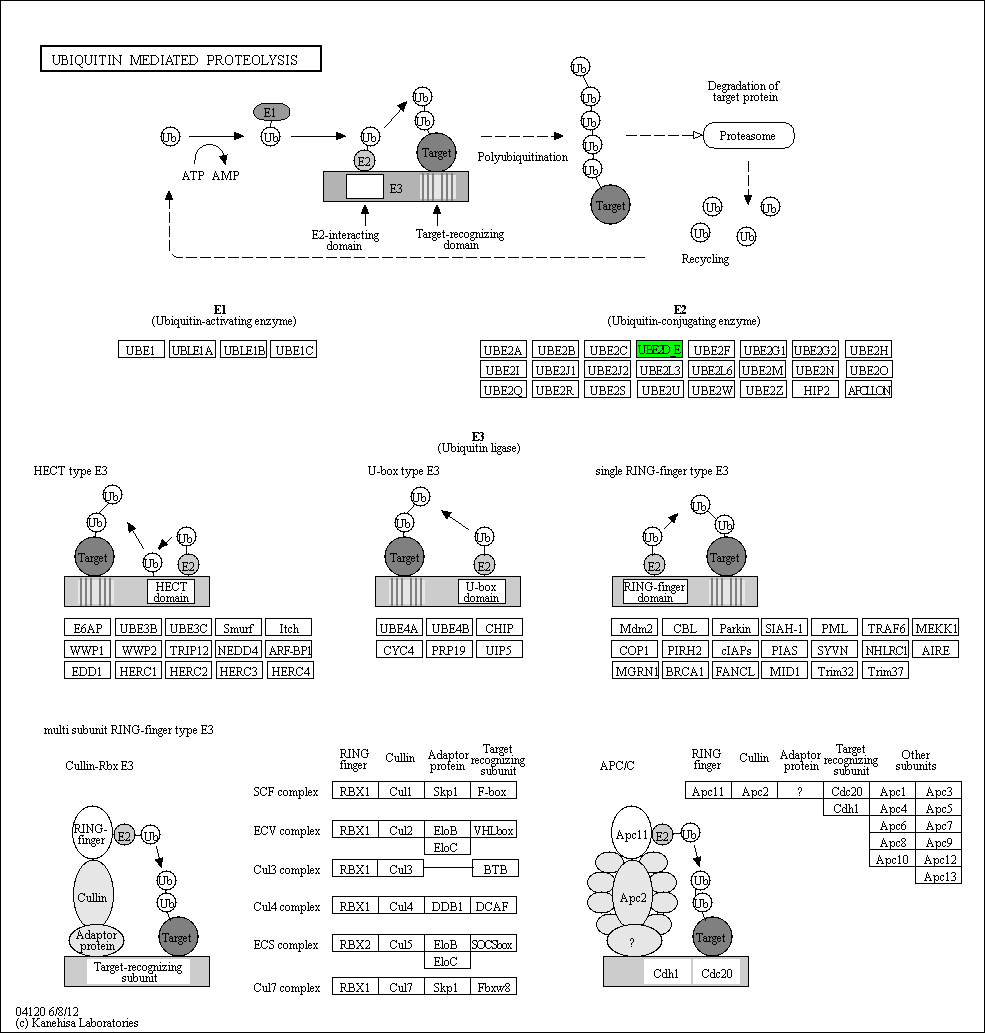 UBIQUITIN MEDIATED PROTEOLYSIS
Ub
Ub
Degradation of
target protein
E1
Ub
Ub
Ub
Ub
Ub
Ub
Ub
Ub
Proteasome
E2
Target
Polyubiquitination
Ub
ATP AMP
E3
Target
Ub
Ub
Ub
Ub
E2-interacting
domain
Target-recognizing
domain
Recycling
E1
(Ubiquitin-activating enzyme)
UBE1 UBLE1A UBLE1B UBE1C
E2
(Ubiquitin-conjugating enzyme)
UBE2A UBE2B UBE2C UBE2D_E UBE2F UBE2G1 UBE2G2 UBE2H
UBE2I UBE2J1 UBE2J2 UBE2L3 UBE2L6 UBE2M UBE2N UBE2O
UBE2Q UBE2R UBE2S UBE2U UBE2W UBE2Z HIP2 APOLLON
E3
(Ubiquitin ligase)
HECT type E3
Ub
Ub
Ub
Ub
Target
E2
HECT
domain
E6AP UBE3B UBE3C Smurf Itch
WWP1 WWP2 TRIP12 NEDD4 ARF-BP1
EDD1 HERC1 HERC2 HERC3 HERC4
U-box type E3
Ub
Ub
Ub
Target
E2
U-box
domain
UBE4A UBE4B CHIP
CYC4 PRP19 UIP5
single RING-finger type E3
Ub
Ub
Ub
E2
Target
RING-finger
domain
Mdm2 CBL Parkin SIAH-1 PML TRAF6 MEKK1
COP1 PIRH2 cIAPs PIAS SYVN NHLRC1 AIRE
MGRN1 BRCA1 FANCL MID1 Trim32 Trim37
multi subunit RING-finger type E3
Cullin-Rbx E3
RING-
finger
E2
Ub
Ub
Ub
Cullin
Adaptor
protein
Target
Target-recognizing
subunit
RING
finger
Cullin
Adaptor
protein
Target
recognizing
subunit
SCF complex RBX1 Cul1 Skp1 F-box
ECV complex RBX1 Cul2 EloB VHLbox
EloC
Cul3 complex RBX1 Cul3 BTB
Cul4 complex RBX1 Cul4 DDB1 DCAF
ECS complex RBX2 Cul5 EloB SOCSbox
EloC
Cul7 complex RBX1 Cul7 Skp1 Fbxw8
APC/C
RING
finger
Cullin
Adaptor
protein
Target
recognizing
subunit
Other
subunits
Apc11 Apc2 ? Cdc20 Apc1 Apc3
Cdh1 Apc4 Apc5
Apc6 Apc7
Apc8 Apc9
Apc10 Apc12
Apc13
Apc11
E2
Ub
Ub
Ub
Apc2
?
Target
Cdh1 Cdc20
04120 6/8/12
(c) Kanehisa Laboratories